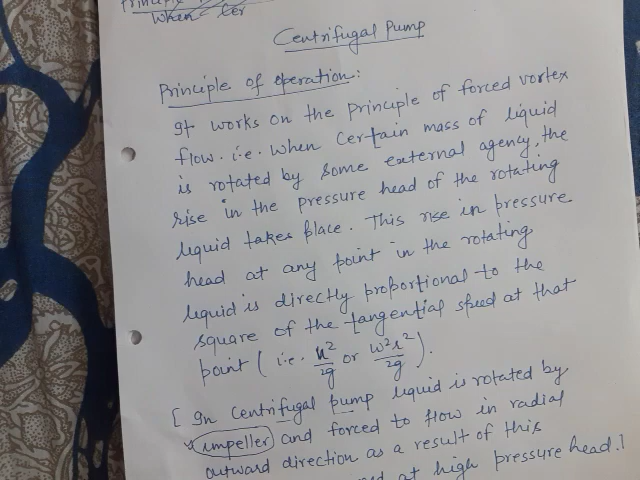 When ter
Centrifugal Pump
Principle of operation:
It works on the principle of forced vortex
flow. i.e. When Certain mass of liquid
is rotated by some external agency, the
rise in the pressure head of the rotating
liquid takes place. This rise in pressure
head at any point in the rotating
liquid is directly proportional to the
square of the tangential speed at that
point ( i.e. u²/2g or w²r²/2g ).
[ In Centrifugal pump liquid is rotated by
impeller and forced to flow in radial
outward direction as a result of this
at high pressure head.]